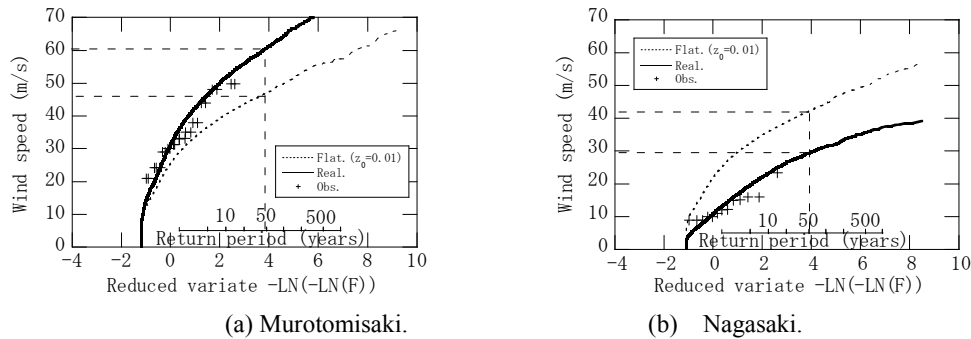 70
60
50
40
30
20
10
0
Wind speed (m/s)
Flat. (z0=0.01)
Real.
Obs.
10 50 500
Return period (years)
-4 -2 0 2 4 6 8 10
Reduced variate -LN(-LN(F))
(a) Murotomisaki.
70
60
50
40
30
20
10
0
Wind speed (m/s)
Flat. (z0=0.01)
Real.
Obs.
10 50 500
Return period (years)
-4 -2 0 2 4 6 8 10
Reduced variate -LN(-LN(F))
(b) Nagasaki.